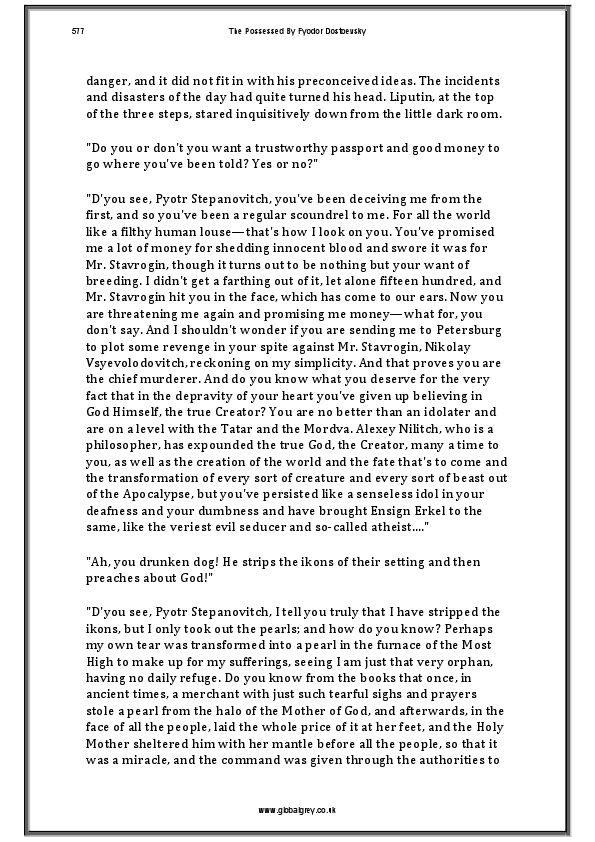 577
The Possessed By Fyodor Dostoevsky
danger, and it did not fit in with his preconceived ideas. The incidents
and disasters of the day had quite turned his head. Liputin, at the top
of the three steps, stared inquisitively down from the little dark room.
"Do you or don't you want a trustworthy passport and good money to
go where you've been told? Yes or no?"
"D'you see, Pyotr Stepanovitch, you've been deceiving me from the
first, and so you've been a regular scoundrel to me. For all the world
like a filthy human louse—that's how I look on you. You've promised
me a lot of money for shedding innocent blood and swore it was for
Mr. Stavrogin, though it turns out to be nothing but your want of
breeding. I didn't get a farthing out of it, let alone fifteen hundred, and
Mr. Stavrogin hit you in the face, which has come to our ears. Now you
are threatening me again and promising me money—what for, you
don't say. And I shouldn't wonder if you are sending me to Petersburg
to plot some revenge in your spite against Mr. Stavrogin, Nikolay
Vsyevolodovitch, reckoning on my simplicity. And that proves you are
the chief murderer. And do you know what you deserve for the very
fact that in the depravity of your heart you've given up believing in
God Himself, the true Creator? You are no better than an idolater and
are on a level with the Tatar and the Mordva. Alexey Nilitch, who is a
philosopher, has expounded the true God, the Creator, many a time to
you, as well as the creation of the world and the fate that's to come and
the transformation of every sort of creature and every sort of beast out
of the Apocalypse, but you've persisted like a senseless idol in your
deafness and your dumbness and have brought Ensign Erkel to the
same, like the veriest evil seducer and so-called atheist...."
"Ah, you drunken dog! He strips the ikons of their setting and then
preaches about God!"
"D'you see, Pyotr Stepanovitch, I tell you truly that I have stripped the
ikons, but I only took out the pearls; and how do you know? Perhaps
my own tear was transformed into a pearl in the furnace of the Most
High to make up for my sufferings, seeing I am just that very orphan,
having no daily refuge. Do you know from the books that once, in
ancient times, a merchant with just such tearful sighs and prayers
stole a pearl from the halo of the Mother of God, and afterwards, in the
face of all the people, laid the whole price of it at her feet, and the Holy
Mother sheltered him with her mantle before all the people, so that it
was a miracle, and the command was given through the authorities to
www.globalgrey.co.uk